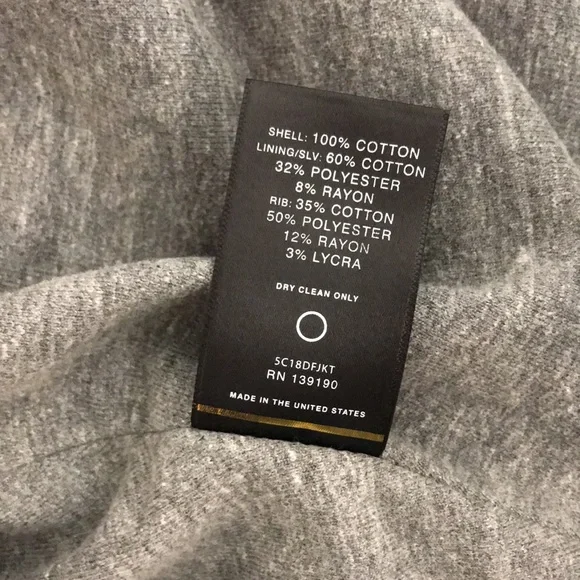 SHELL: 100% COTTON
LINING/SLV: 60% COTTON
32% POLYESTER
8% RAYON
RIB: 35% COTTON
50% POLYESTER
12% RAYON
3% LYCRA
DRY CLEAN ONLY
5C18DFJKT
RN 139190
MADE IN THE UNITED STATES